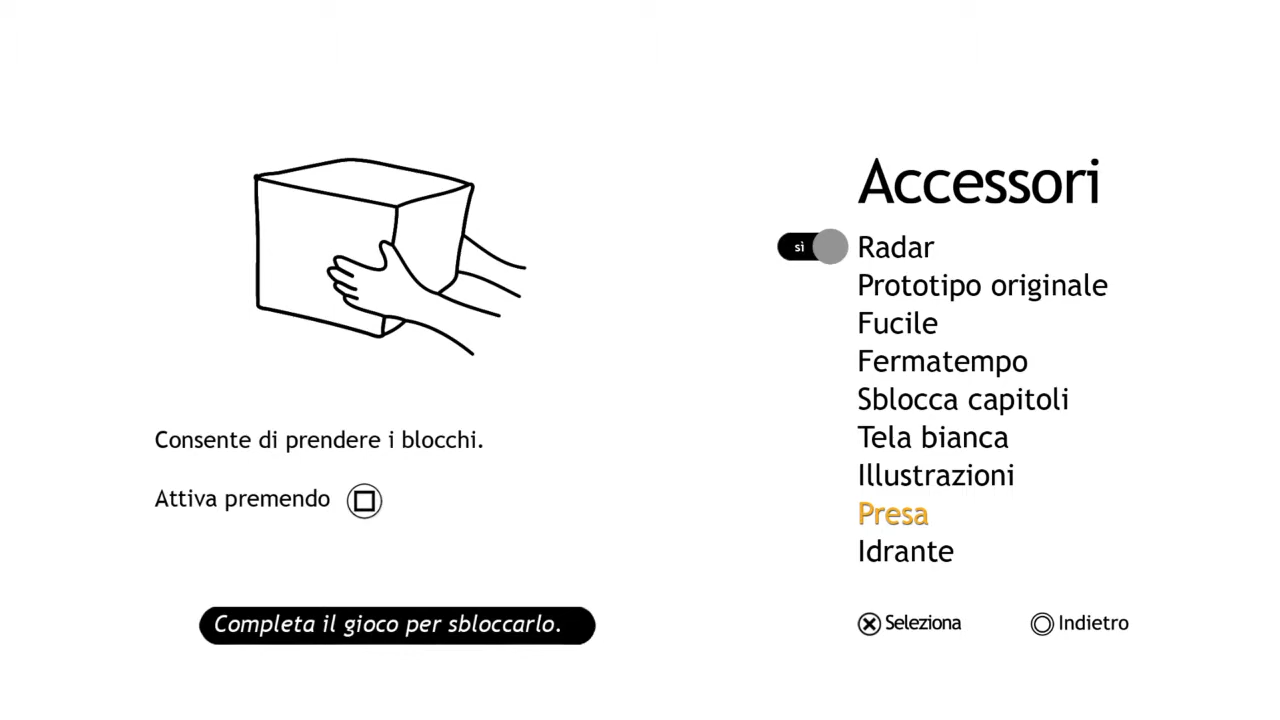 Accessori
sì
Radar
Prototipo originale
Fucile
Fermatempo
Sblocca capitoli
Tela bianca
Illustrazioni
Presa
Idrante
Consente di prendere i blocchi.
Attiva premendo
Completa il gioco per sbloccarlo.
Seleziona
Indietro